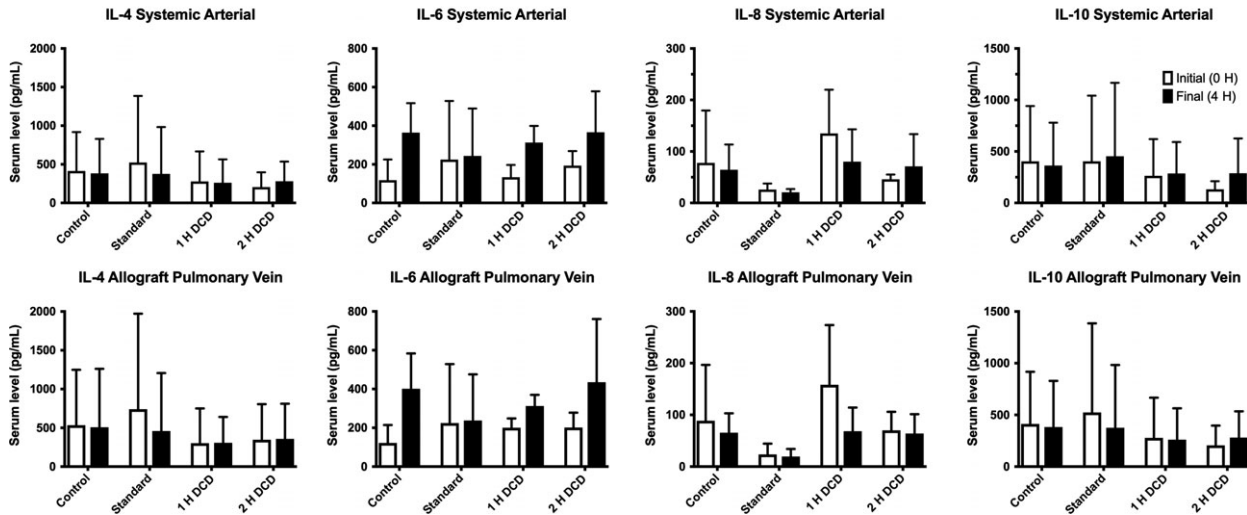 IL-4 Systemic Arterial
Serum level (pg/mL)
2000
1500
1000
500
0
Control
Standard
1 H DCD
2 H DCD
IL-6 Systemic Arterial
Serum level (pg/mL)
800
600
400
200
0
Control
Standard
1 H DCD
2 H DCD
IL-8 Systemic Arterial
Serum level (pg/mL)
300
200
100
0
Control
Standard
1 H DCD
2 H DCD
IL-10 Systemic Arterial
Serum level (pg/mL)
1500
1000
500
0
Initial (0 H)
Final (4 H)
Control
Standard
1 H DCD
2 H DCD
IL-4 Allograft Pulmonary Vein
Serum level (pg/mL)
2000
1500
1000
500
0
Control
Standard
1 H DCD
2 H DCD
IL-6 Allograft Pulmonary Vein
Serum level (pg/mL)
800
600
400
200
0
Control
Standard
1 H DCD
2 H DCD
IL-8 Allograft Pulmonary Vein
Serum level (pg/mL)
300
200
100
0
Control
Standard
1 H DCD
2 H DCD
IL-10 Allograft Pulmonary Vein
Serum level (pg/mL)
1500
1000
500
0
Control
Standard
1 H DCD
2 H DCD